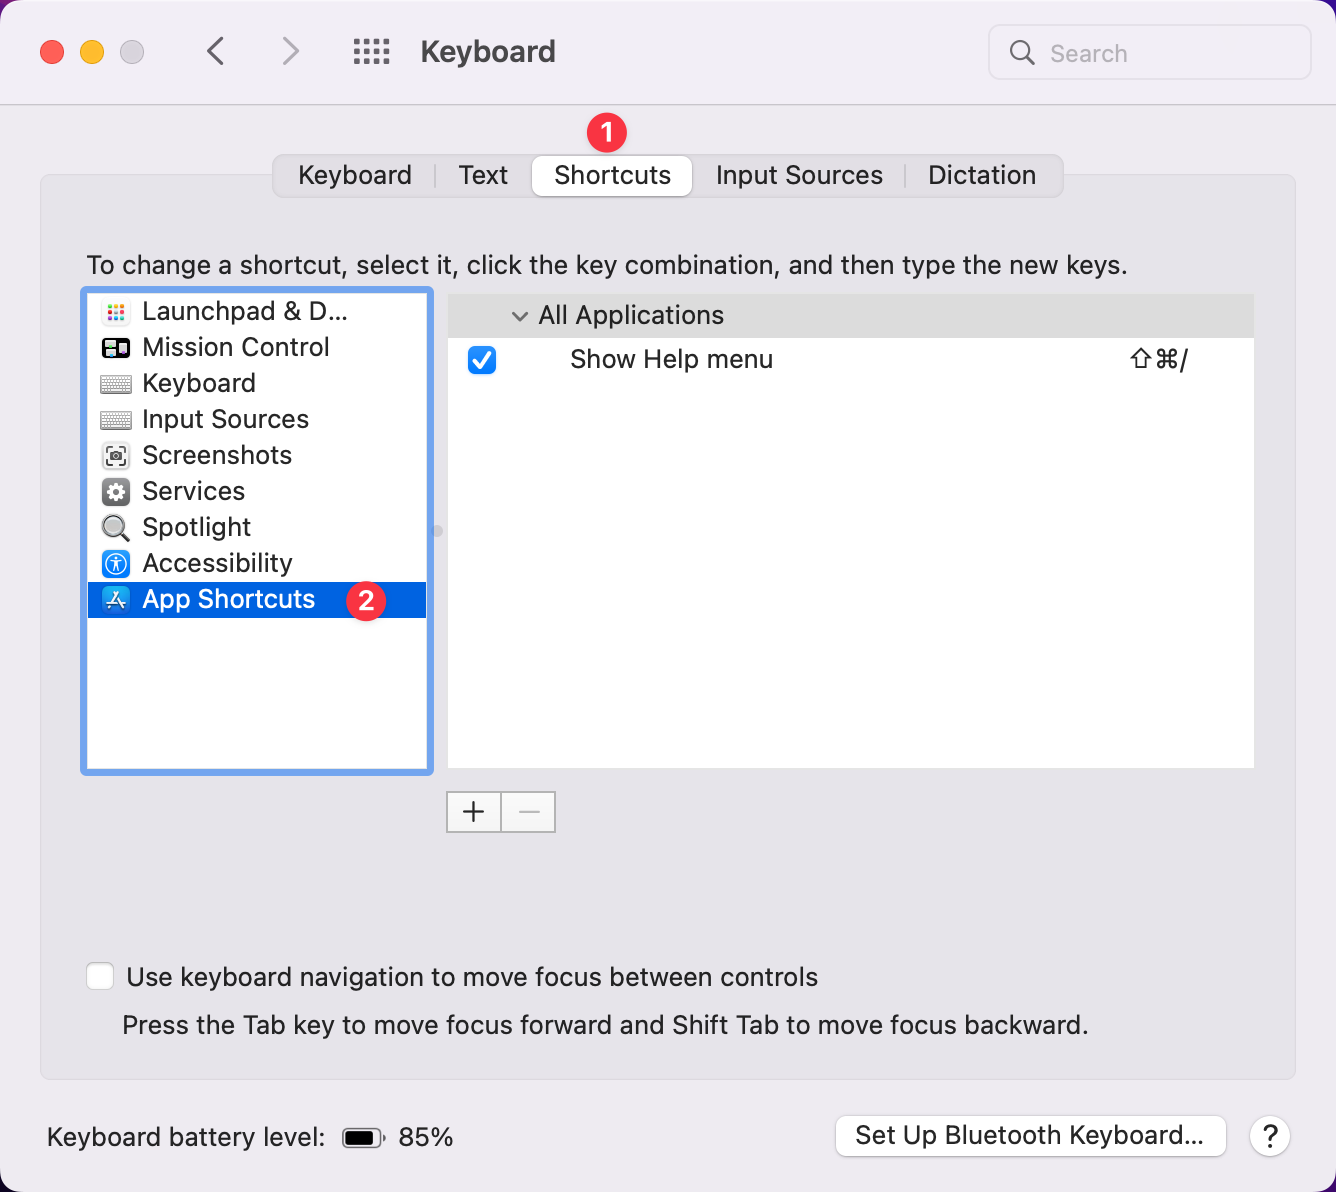 Keyboard
Search
1
Keyboard
Text
Shortcuts
Input Sources
Dictation
To change a shortcut, select it, click the key combination, and then type the new keys.
Launchpad & D...
Mission Control
Keyboard
Input Sources
Screenshots
Services
Spotlight
Accessibility
App Shortcuts
2
All Applications
Show Help menu ⇧⌘/
Use keyboard navigation to move focus between controls
Press the Tab key to move focus forward and Shift Tab to move focus backward.
Keyboard battery level: 85%
Set Up Bluetooth Keyboard...
?